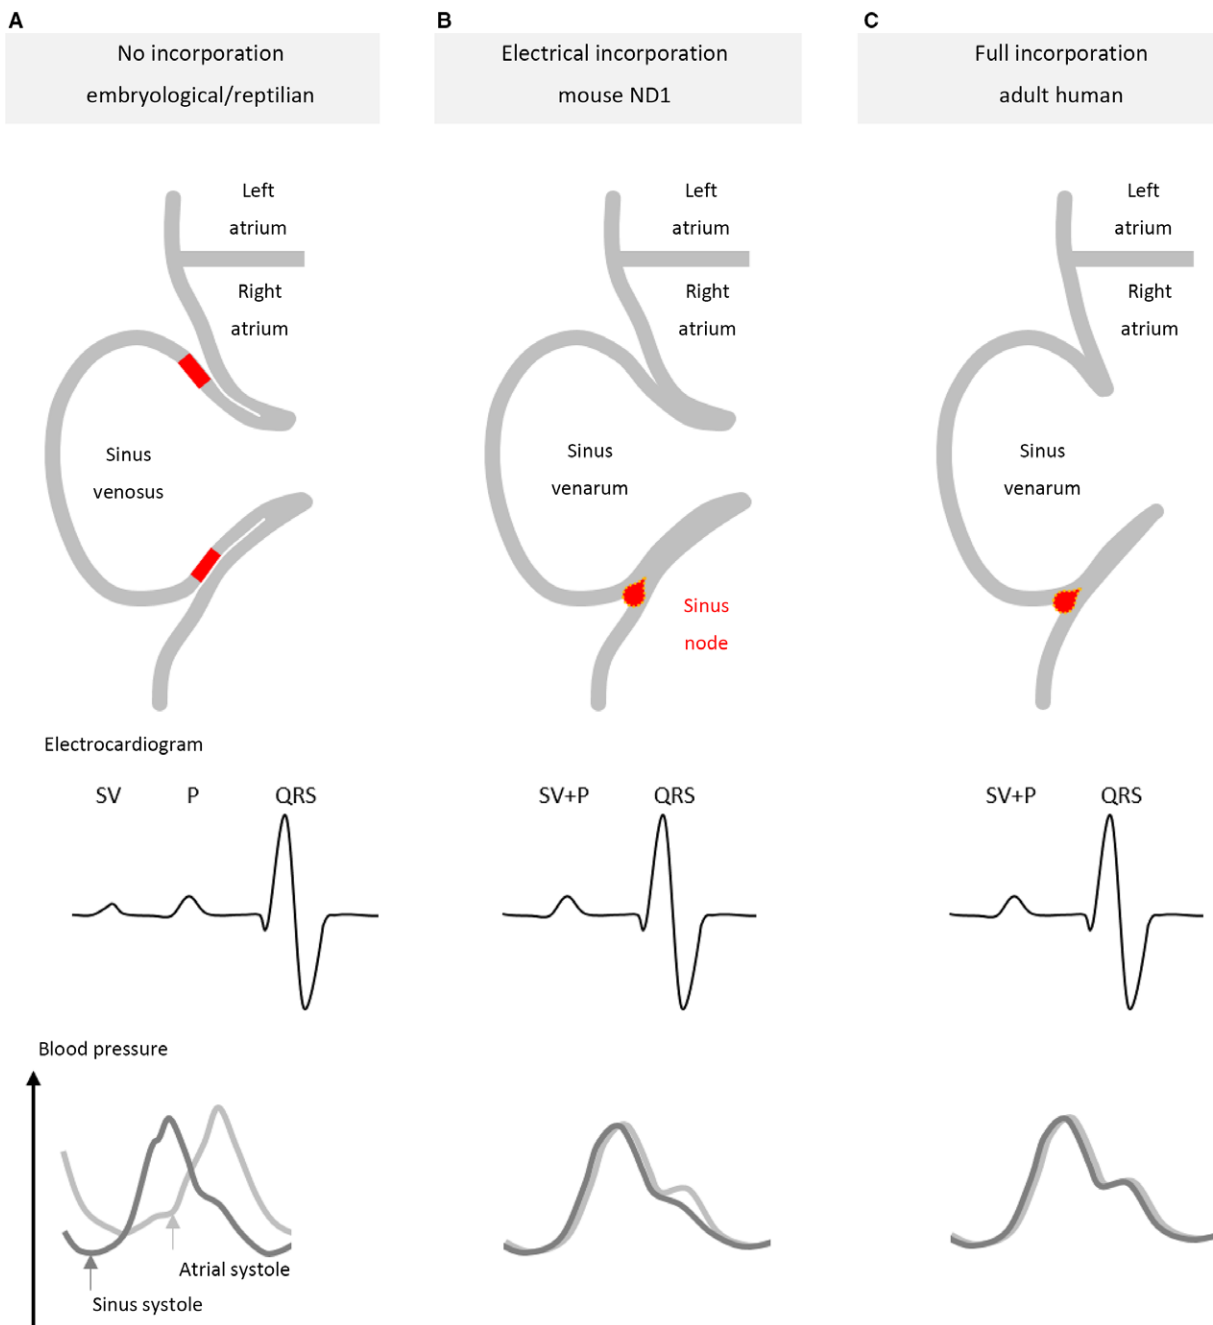 A
B
C
No incorporation
embryological/reptilian
Electrical incorporation
mouse ND1
Full incorporation
adult human
Left
atrium
Right
atrium
Sinus
venosus
Left
atrium
Right
atrium
Sinus
venarum
Sinus
node
Left
atrium
Right
atrium
Sinus
venarum
Electrocardiogram
SV P QRS
SV+P QRS
SV+P QRS
Blood pressure
Atrial systole
Sinus systole